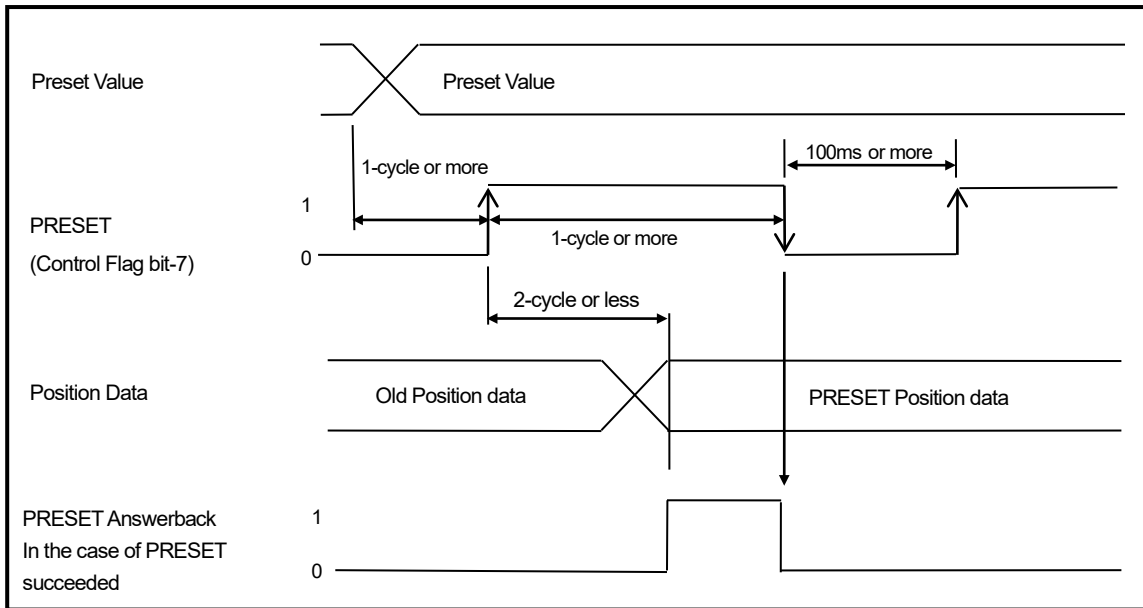 Preset Value
Preset Value
1-cycle or more
100ms or more
1
PRESET
(Control Flag bit-7)
0
1-cycle or more
2-cycle or less
Position Data
Old Position data
PRESET Position data
PRESET Answerback
In the case of PRESET
succeeded
1
0